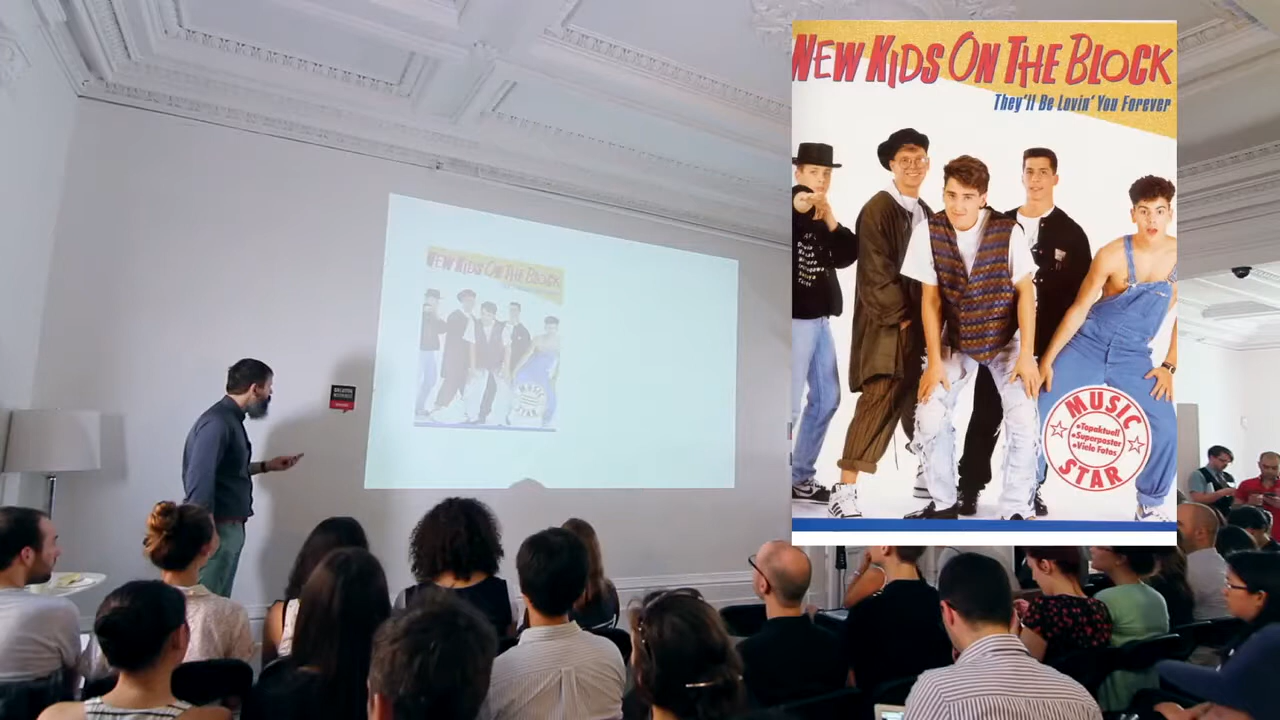 NEW KIDS ON THE BLOCK
They'll Be Lovin' You Forever
MUSIC
•Topaktuell
•Superposter
•Viele Fotos
STAR
NEW KIDS ON THE BLOCK